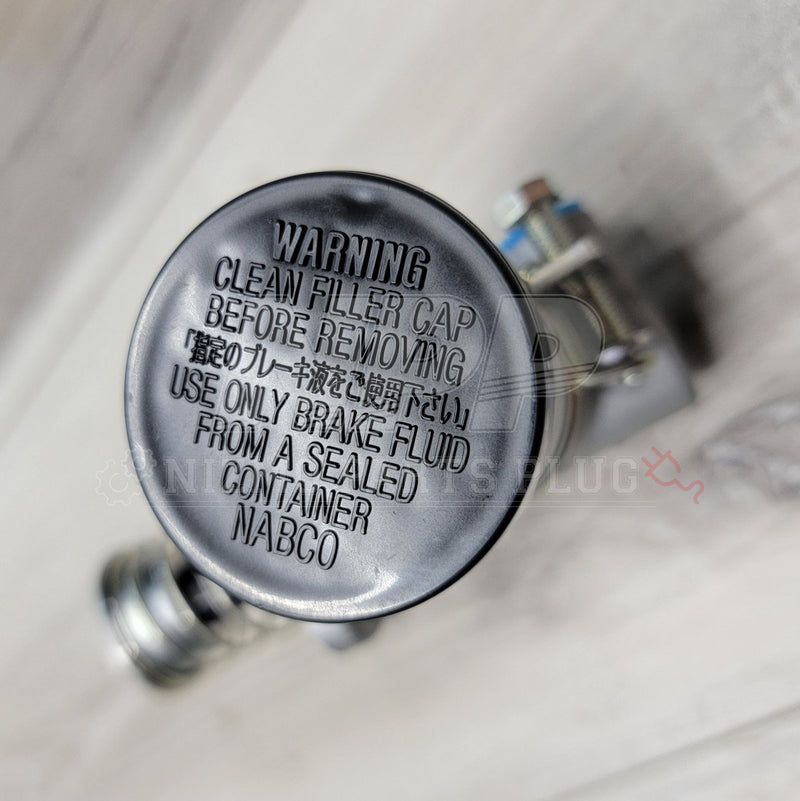 WARNING
CLEAN FILLER CAP
BEFORE REMOVING
「指定のブレーキ液をご使用下さい」
USE ONLY BRAKE FLUID
FROM A SEALED
CONTAINER
NABCO
PLUG